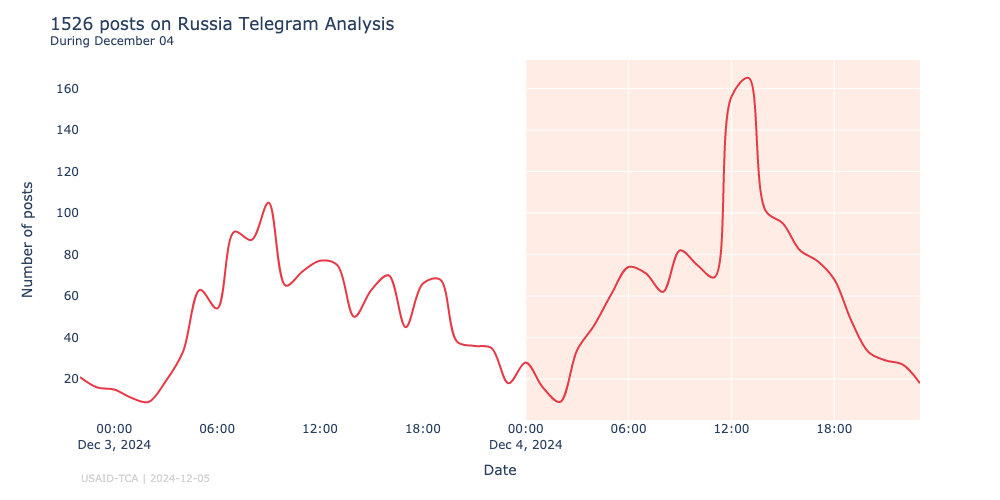 1526 posts on Russia Telegram Analysis
During December 04
Number of posts
160
140
120
100
80
60
40
20
00:00 06:00 12:00 18:00 00:00 06:00 12:00 18:00
Dec 3, 2024 Dec 4, 2024
Date
USAID-TCA | 2024-12-05